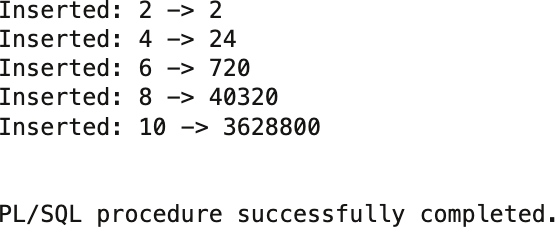 Inserted: 2 -> 2
Inserted: 4 -> 24
Inserted: 6 -> 720
Inserted: 8 -> 40320
Inserted: 10 -> 3628800
PL/SQL procedure successfully completed.